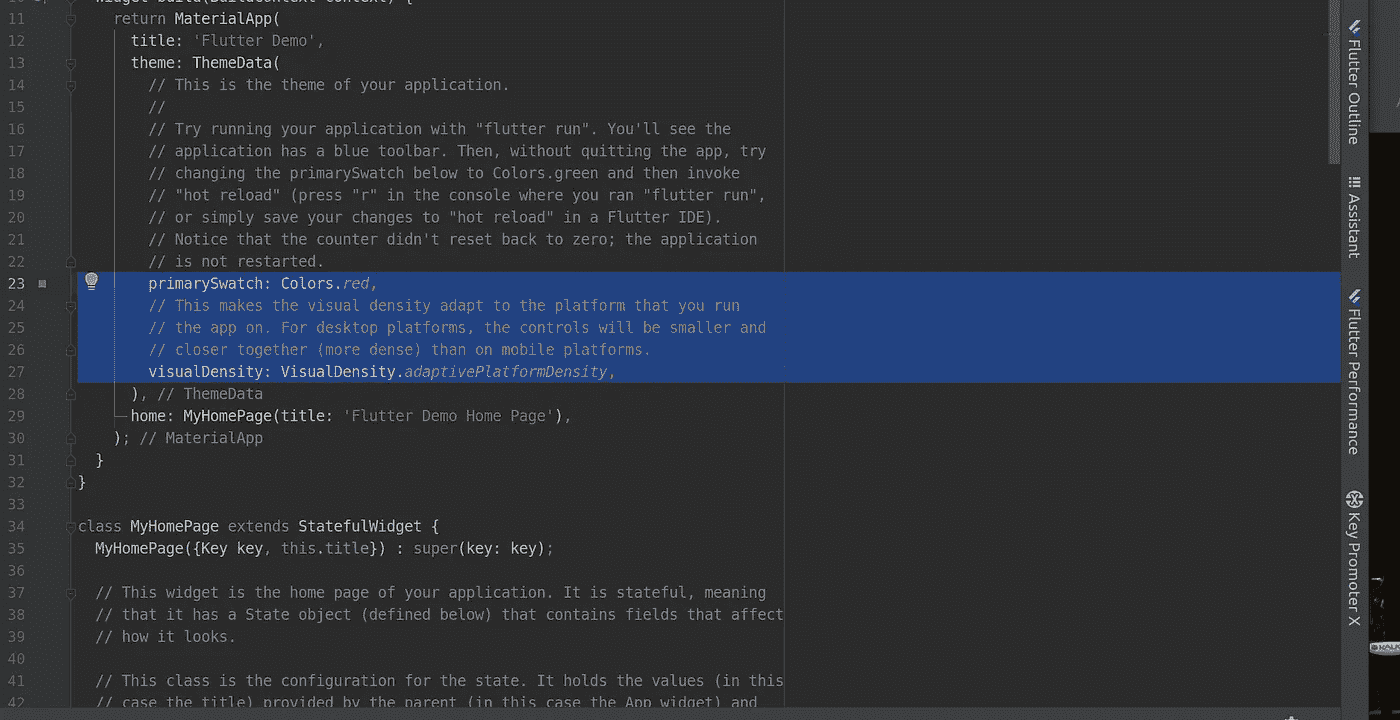 10 Widget build(BuildContext context) {
11 return MaterialApp(
12 title: 'Flutter Demo',
13 theme: ThemeData(
14 // This is the theme of your application.
15 //
16 // Try running your application with "flutter run". You'll see the
17 // application has a blue toolbar. Then, without quitting the app, try
18 // changing the primarySwatch below to Colors.green and then invoke
19 // "hot reload" (press "r" in the console where you ran "flutter run",
20 // or simply save your changes to "hot reload" in a Flutter IDE).
21 // Notice that the counter didn't reset back to zero; the application
22 // is not restarted.
23 primarySwatch: Colors.red,
24 // This makes the visual density adapt to the platform that you run
25 // the app on. For desktop platforms, the controls will be smaller and
26 // closer together (more dense) than on mobile platforms.
27 visualDensity: VisualDensity.adaptivePlatformDensity,
28 ), // ThemeData
29 home: MyHomePage(title: 'Flutter Demo Home Page'),
30 ); // MaterialApp
31 }
32 }
33
34 class MyHomePage extends StatefulWidget {
35 MyHomePage({Key key, this.title}) : super(key: key);
36
37 // This widget is the home page of your application. It is stateful, meaning
38 // that it has a State object (defined below) that contains fields that affect
39 // how it looks.
40
41 // This class is the configuration for the state. It holds the values (in this
42 // case the title) provided by the parent (in this case the App widget) and
Flutter Outline
Assistant
Flutter Performance
Key Promoter X